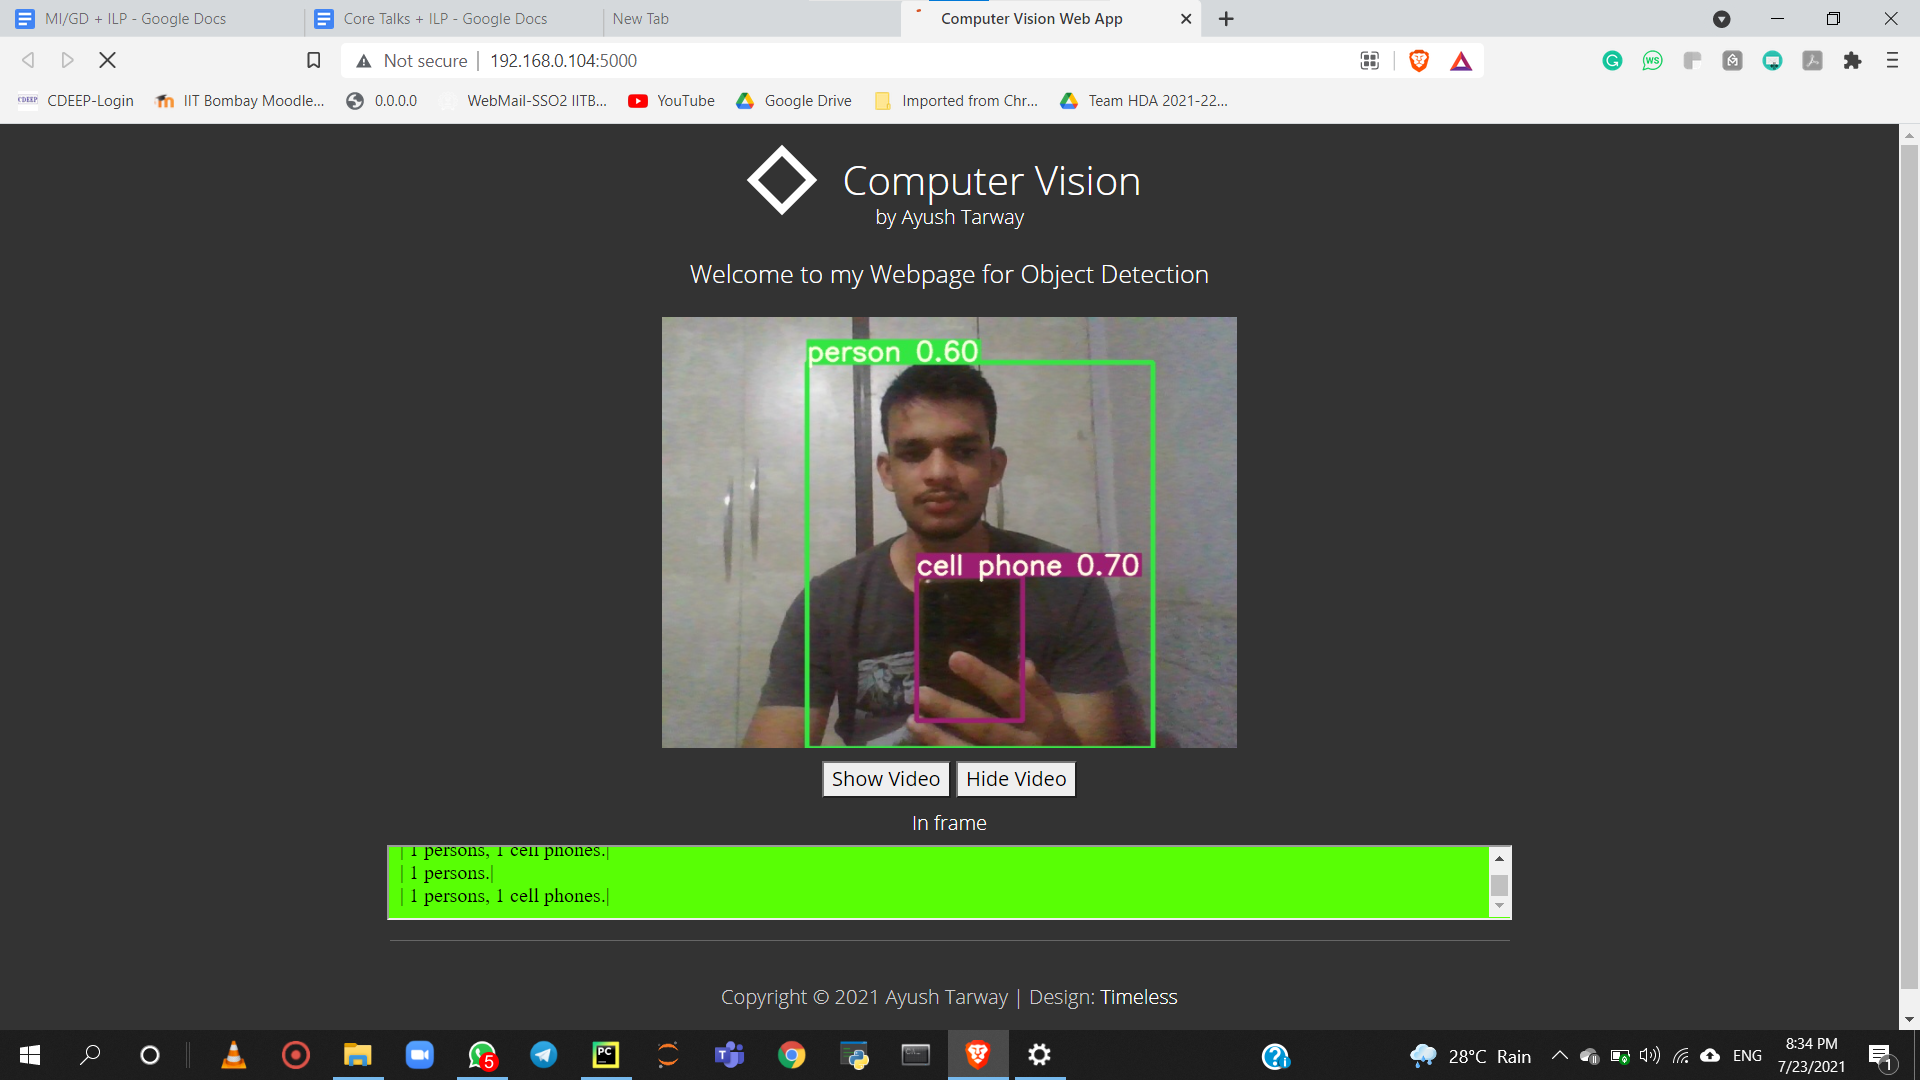 MI/GD + ILP - Google Docs
Core Talks + ILP - Google Docs
New Tab
Computer Vision Web App
Not secure
192.168.0.104:5000
CDEEP-Login
IIT Bombay Moodle...
0.0.0.0
WebMail-SSO2 IITB...
YouTube
Google Drive
Imported from Chr...
Team HDA 2021-22...
Computer Vision
by Ayush Tarway
Welcome to my Webpage for Object Detection
person 0.60
cell phone 0.70
Show Video
Hide Video
In frame
| 1 persons, 1 cell phones.|
| 1 persons.|
| 1 persons, 1 cell phones.|
Copyright © 2021 Ayush Tarway | Design: Timeless
5
PC
28°C Rain
ENG
8:34 PM
7/23/2021
1